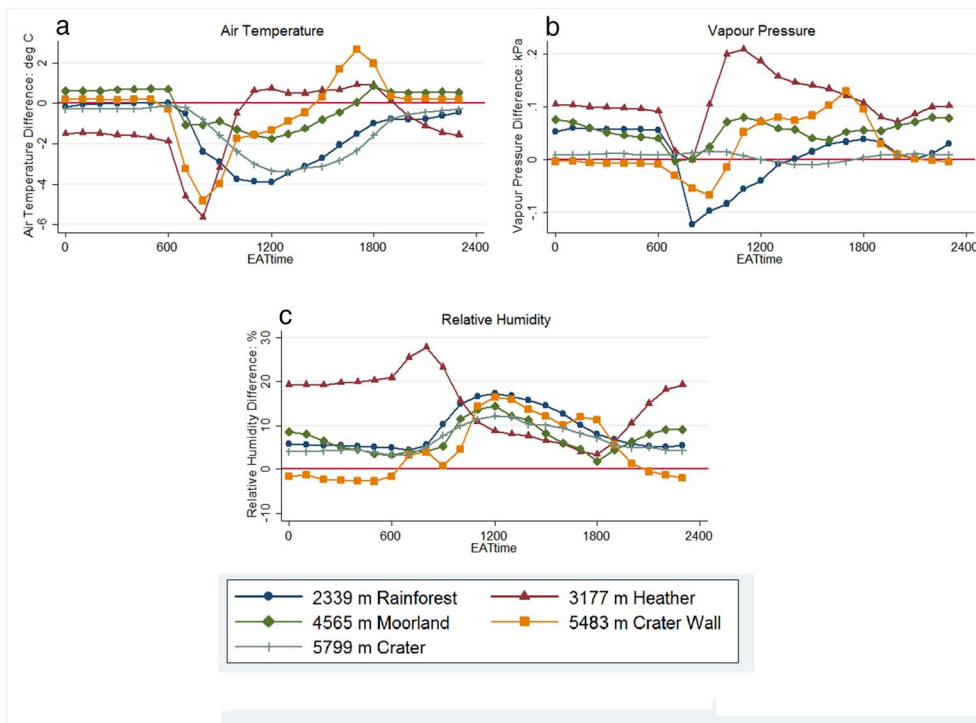 a
Air Temperature
Air Temperature Difference: deg C
2
0
-2
-4
-6
0 600 1200 1800 2400
EATtime
b
Vapour Pressure
Vapour Pressure Difference: kPa
.2
.1
0
-.1
0 600 1200 1800 2400
EATtime
c
Relative Humidity
Relative Humidity Difference: %
30
20
10
0
-10
0 600 1200 1800 2400
EATtime
2339 m Rainforest 3177 m Heather
4565 m Moorland 5483 m Crater Wall
5799 m Crater